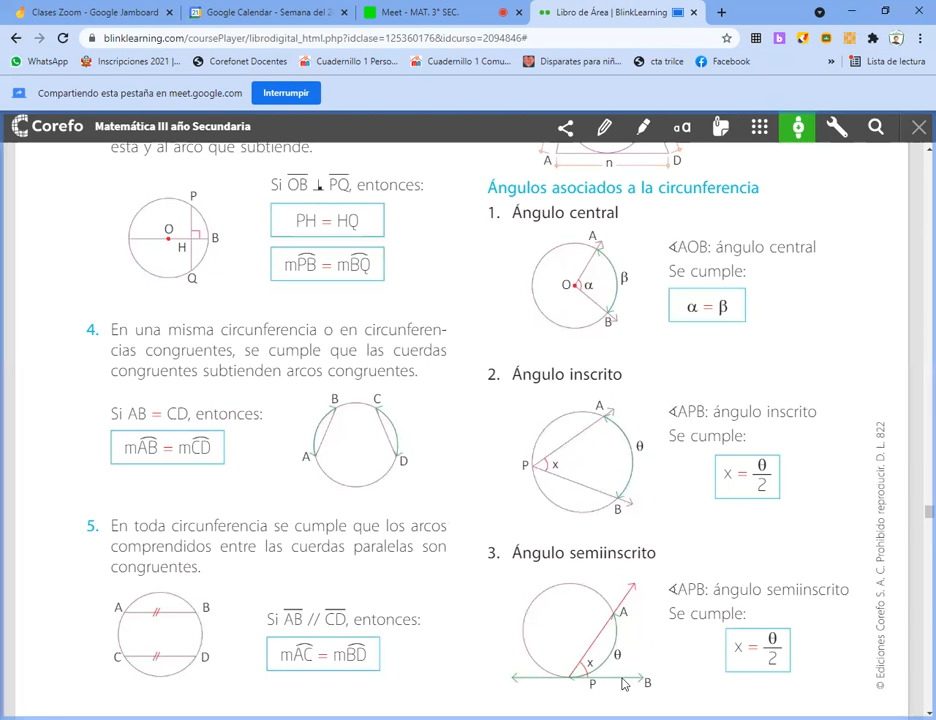 Clases Zoom - Google Jamboard
Google Calendar - Semana del 2
Meet - MAT. 3° SEC.
Libro de Área | BlinkLearning
blinklearning.com/coursePlayer/librodigital_html.php?idclase=125360176&idcurso=2094846#
WhatsApp
Inscripciones 2021 |...
Corefonet Docentes
Cuadernillo 1 Perso...
Cuadernillo 1 Comu...
Disparates para niñ...
cta trilce
Facebook
»
Lista de lectura
Compartiendo esta pestaña en meet.google.com
Interrumpir
Corefo
Matemática III año Secundaria
aa
esta y al arco que subtiende.
Si OB ⊥ PQ, entonces:
PH = HQ
mPB = mBQ
P
O
H
B
Q
4. En una misma circunferencia o en circunferen-
cias congruentes, se cumple que las cuerdas
congruentes subtienden arcos congruentes.
Si AB = CD, entonces:
mAB = mCD
B C
A D
5. En toda circunferencia se cumple que los arcos
comprendidos entre las cuerdas paralelas son
congruentes.
A B
C D
Si AB // CD, entonces:
mAC = mBD
A n D
Ángulos asociados a la circunferencia
1. Ángulo central
A
O α β
B
∢AOB: ángulo central
Se cumple:
α = β
2. Ángulo inscrito
A
θ
P x
B
∢APB: ángulo inscrito
Se cumple:
x = θ/2
3. Ángulo semiinscrito
A
θ
x
P B
∢APB: ángulo semiinscrito
Se cumple:
x = θ/2
© Ediciones Corefo S. A. C. Prohibido reproducir. D. L. 822